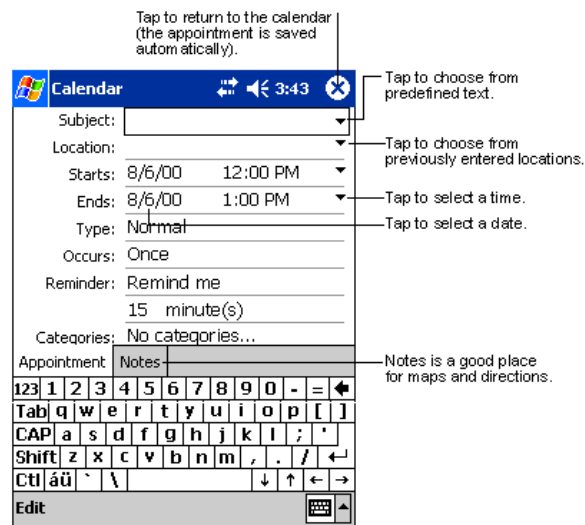 Tap to return to the calendar
(the appointment is saved
automatically).
Calendar 3:43
Tap to choose from
predefined text.
Subject:
Location:
Tap to choose from
previously entered locations.
Starts: 8/6/00 12:00 PM
Ends: 8/6/00 1:00 PM
Tap to select a time.
Type: Normal
Tap to select a date.
Occurs: Once
Reminder: Remind me
15 minute(s)
Categories: No categories...
Appointment Notes
Notes is a good place
for maps and directions.
123 1 2 3 4 5 6 7 8 9 0 - =
Tab q w e r t y u i o p [ ]
CAP a s d f g h j k l ; '
Shift z x c v b n m , . /
Ctl áü ` \
Edit